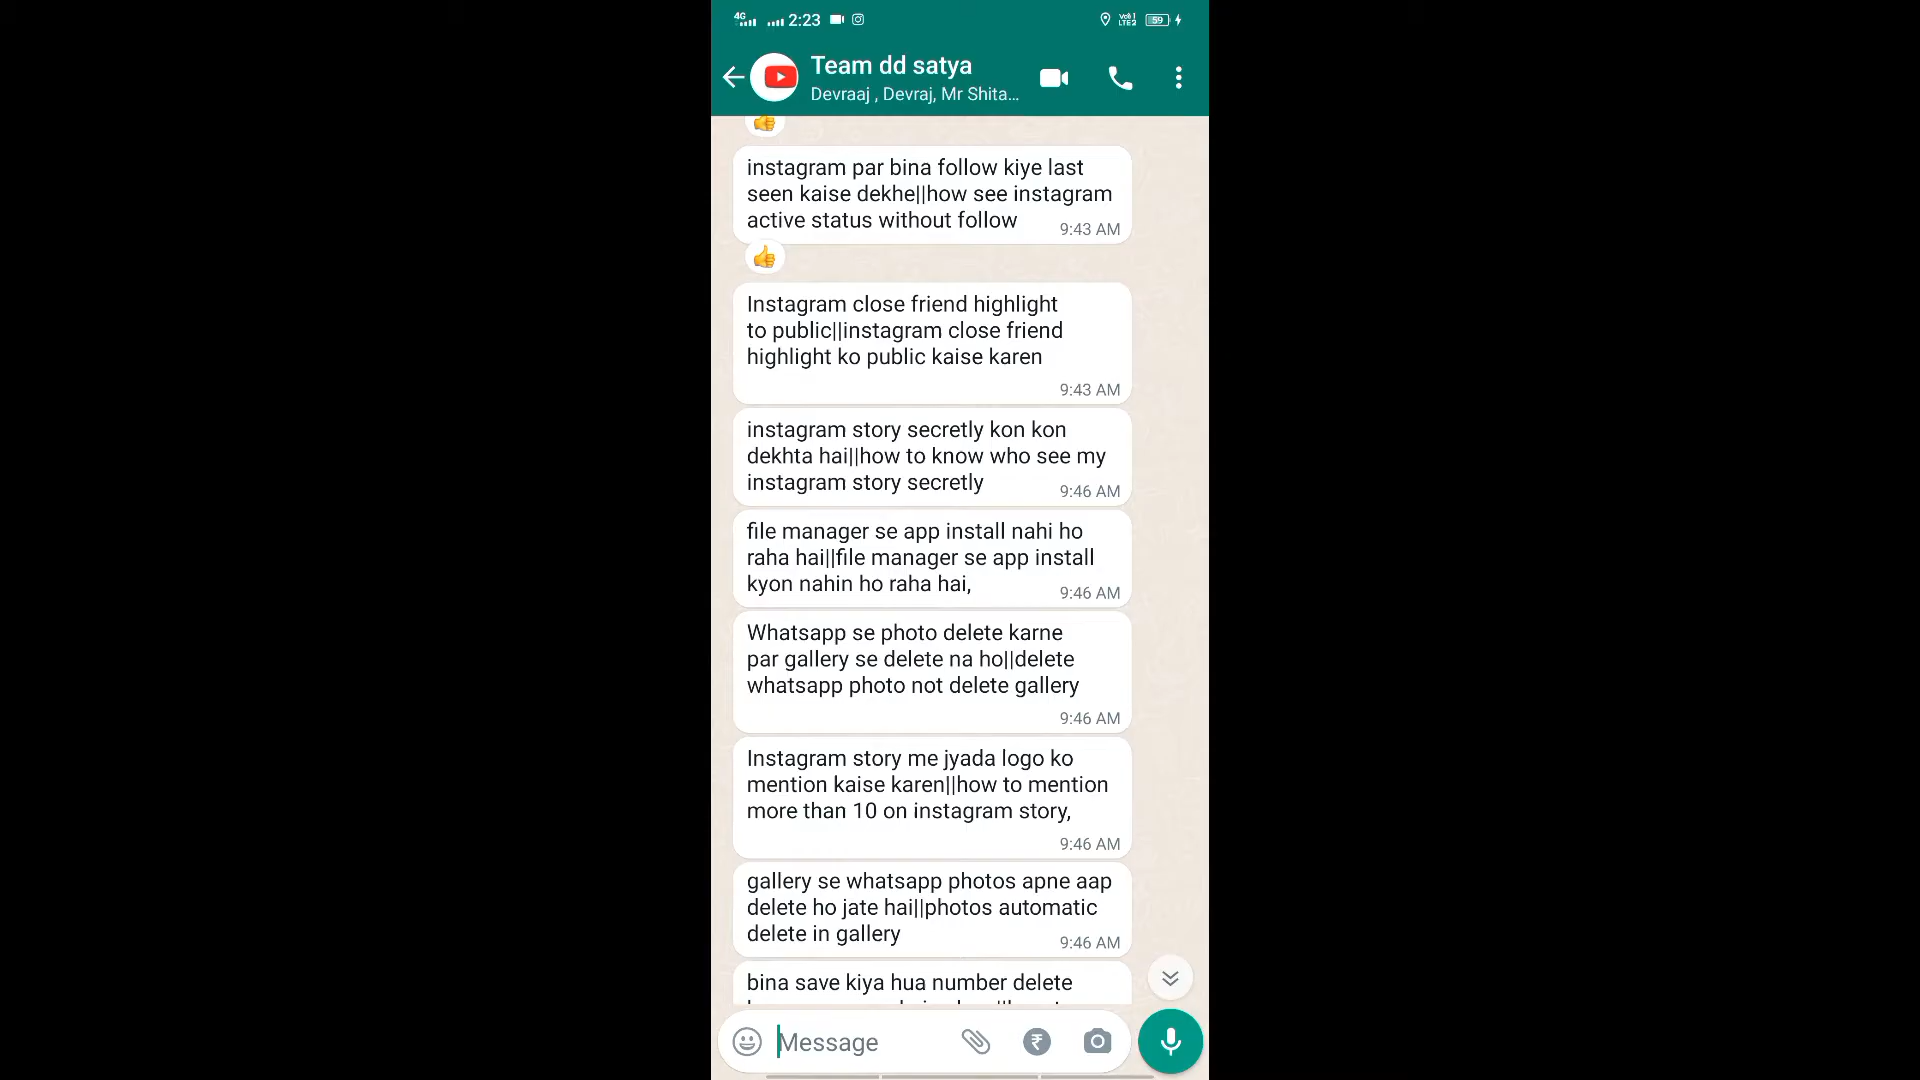 4G 2:23 Vo1 LTE2 59
Team dd satya
Devraaj , Devraj, Mr Shita...
instagram par bina follow kiye last
seen kaise dekhe||how see instagram
active status without follow 9:43 AM
Instagram close friend highlight
to public||instagram close friend
highlight ko public kaise karen
9:43 AM
instagram story secretly kon kon
dekhta hai||how to know who see my
instagram story secretly 9:46 AM
file manager se app install nahi ho
raha hai||file manager se app install
kyon nahin ho raha hai, 9:46 AM
Whatsapp se photo delete karne
par gallery se delete na ho||delete
whatsapp photo not delete gallery
9:46 AM
Instagram story me jyada logo ko
mention kaise karen||how to mention
more than 10 on instagram story,
9:46 AM
gallery se whatsapp photos apne aap
delete ho jate hai||photos automatic
delete in gallery 9:46 AM
bina save kiya hua number delete
Message